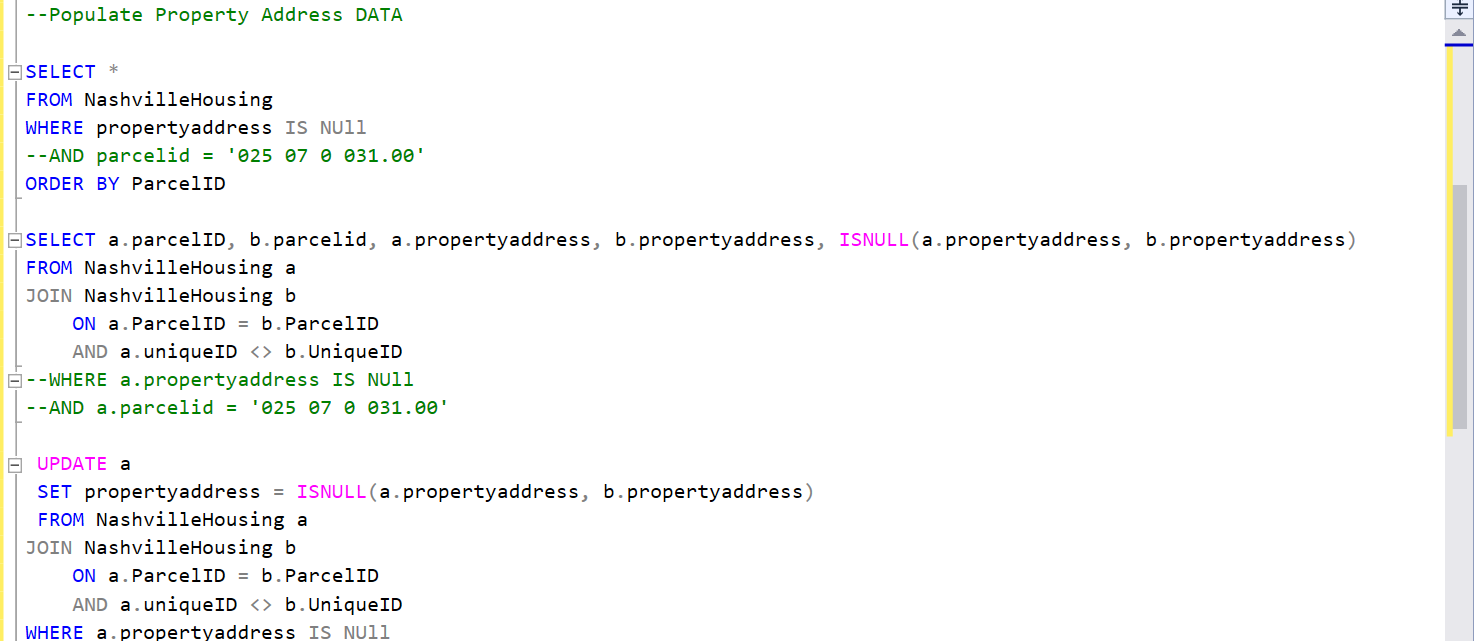 --Populate Property Address DATA
SELECT *
FROM NashvilleHousing
WHERE propertyaddress IS NUll
--AND parcelid = '025 07 0 031.00'
ORDER BY ParcelID
SELECT a.parcelID, b.parcelid, a.propertyaddress, b.propertyaddress, ISNULL(a.propertyaddress, b.propertyaddress)
FROM NashvilleHousing a
JOIN NashvilleHousing b
ON a.ParcelID = b.ParcelID
AND a.uniqueID <> b.UniqueID
--WHERE a.propertyaddress IS NUll
--AND a.parcelid = '025 07 0 031.00'
UPDATE a
SET propertyaddress = ISNULL(a.propertyaddress, b.propertyaddress)
FROM NashvilleHousing a
JOIN NashvilleHousing b
ON a.ParcelID = b.ParcelID
AND a.uniqueID <> b.UniqueID
WHERE a.propertyaddress IS NUll